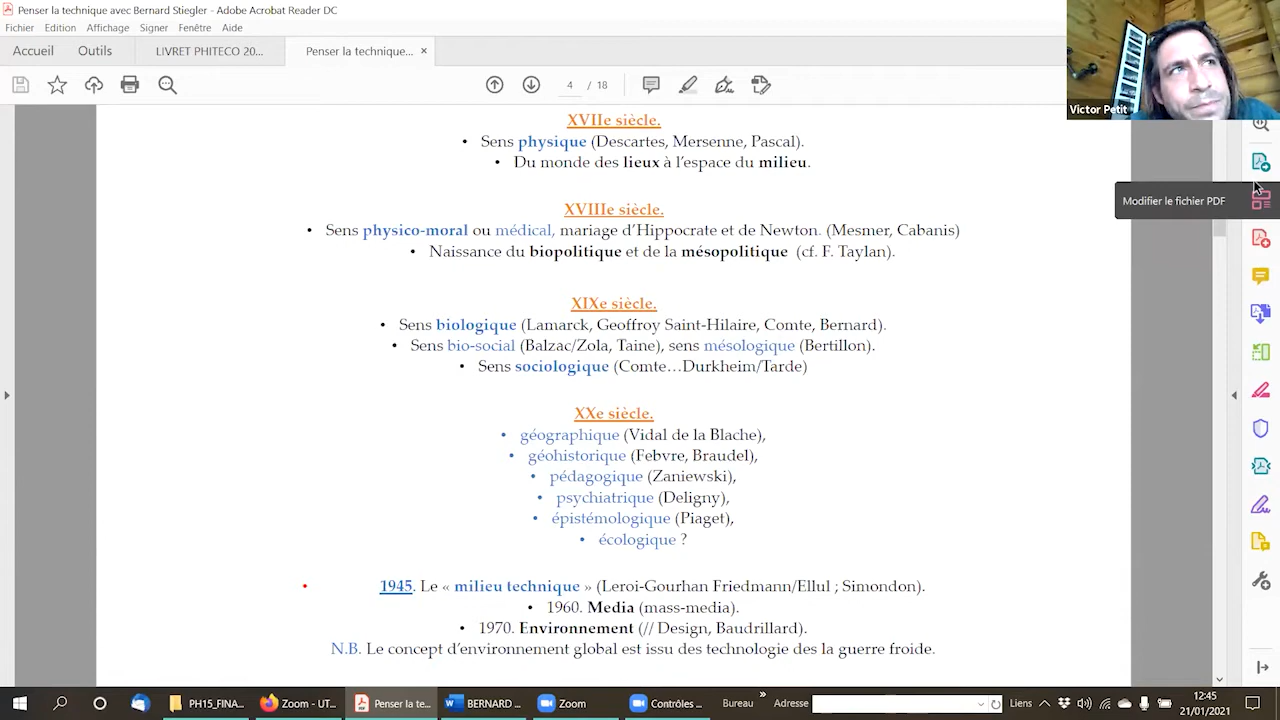 Penser la technique avec Bernard Stiegler - Adobe Acrobat Reader DC
Fichier Edition Affichage Signer Fenêtre Aide
Accueil Outils LIVRET PHITECO 20... Penser la technique... ×
4 / 18
Victor Petit
Modifier le fichier PDF
XVIIe siècle.
• Sens physique (Descartes, Mersenne, Pascal).
• Du monde des lieux à l'espace du milieu.
XVIIIe siècle.
• Sens physico-moral ou médical, mariage d'Hippocrate et de Newton. (Mesmer, Cabanis)
• Naissance du biopolitique et de la mésopolitique (cf. F. Taylan).
XIXe siècle.
• Sens biologique (Lamarck, Geoffroy Saint-Hilaire, Comte, Bernard).
• Sens bio-social (Balzac/Zola, Taine), sens mésologique (Bertillon).
• Sens sociologique (Comte…Durkheim/Tarde)
XXe siècle.
• géographique (Vidal de la Blache),
• géohistorique (Febvre, Braudel),
• pédagogique (Zaniewski),
• psychiatrique (Deligny),
• épistémologique (Piaget),
• écologique ?
• 1945. Le « milieu technique » (Leroi-Gourhan Friedmann/Ellul ; Simondon).
• 1960. Media (mass-media).
• 1970. Environnement (// Design, Baudrillard).
N.B. Le concept d'environnement global est issu des technologie des la guerre froide.
PH15_FINA... Zoom - UT... Penser la te... BERNARD ... Zoom Contrôles ... Bureau » Adresse Liens 12:45
21/01/2021